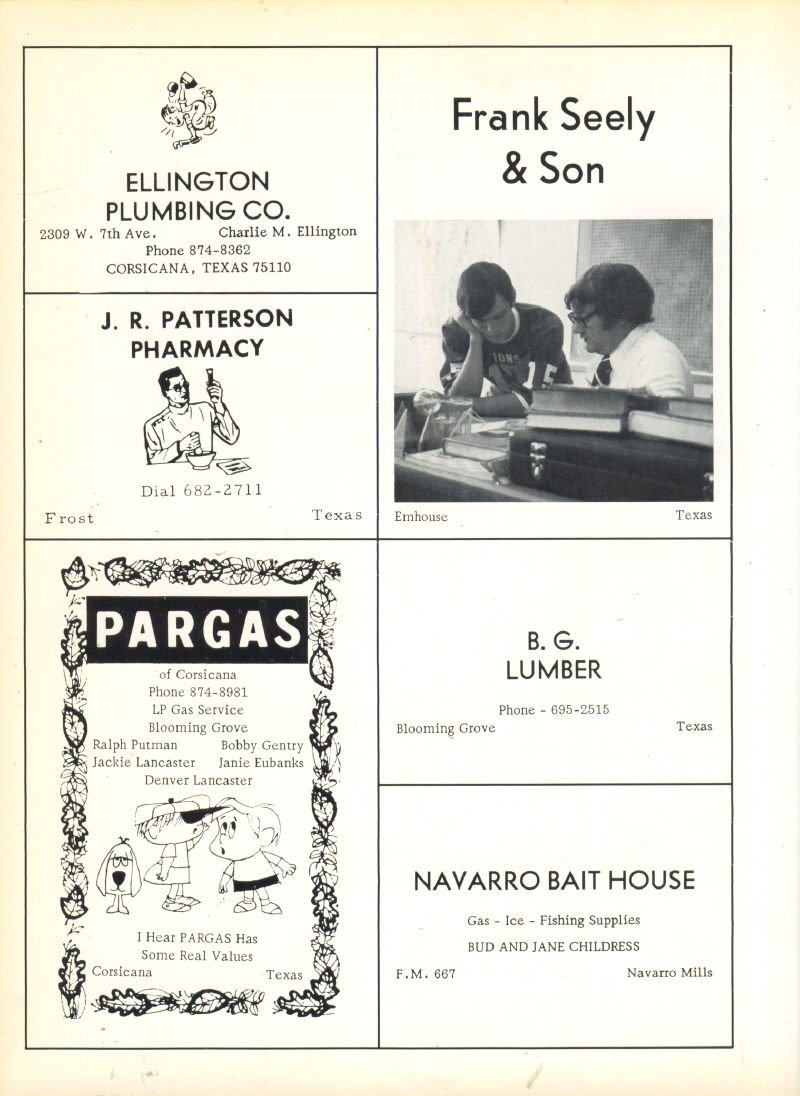 ELLINGTON
PLUMBING CO.
2309 W. 7th Ave. Charlie M. Ellington
Phone 874-8362
CORSICANA, TEXAS 75110
J. R. PATTERSON
PHARMACY
Dial 682-2711
Frost Texas
PARGAS
of Corsicana
Phone 874-8981
LP Gas Service
Blooming Grove
Ralph Putman Bobby Gentry
Jackie Lancaster Janie Eubanks
Denver Lancaster
I Hear PARGAS Has
Some Real Values
Corsicana Texas
Frank Seely
& Son
IONS
15
Emhouse Texas
B. G.
LUMBER
Phone - 695-2515
Blooming Grove Texas
NAVARRO BAIT HOUSE
Gas - Ice - Fishing Supplies
BUD AND JANE CHILDRESS
F.M. 667 Navarro Mills